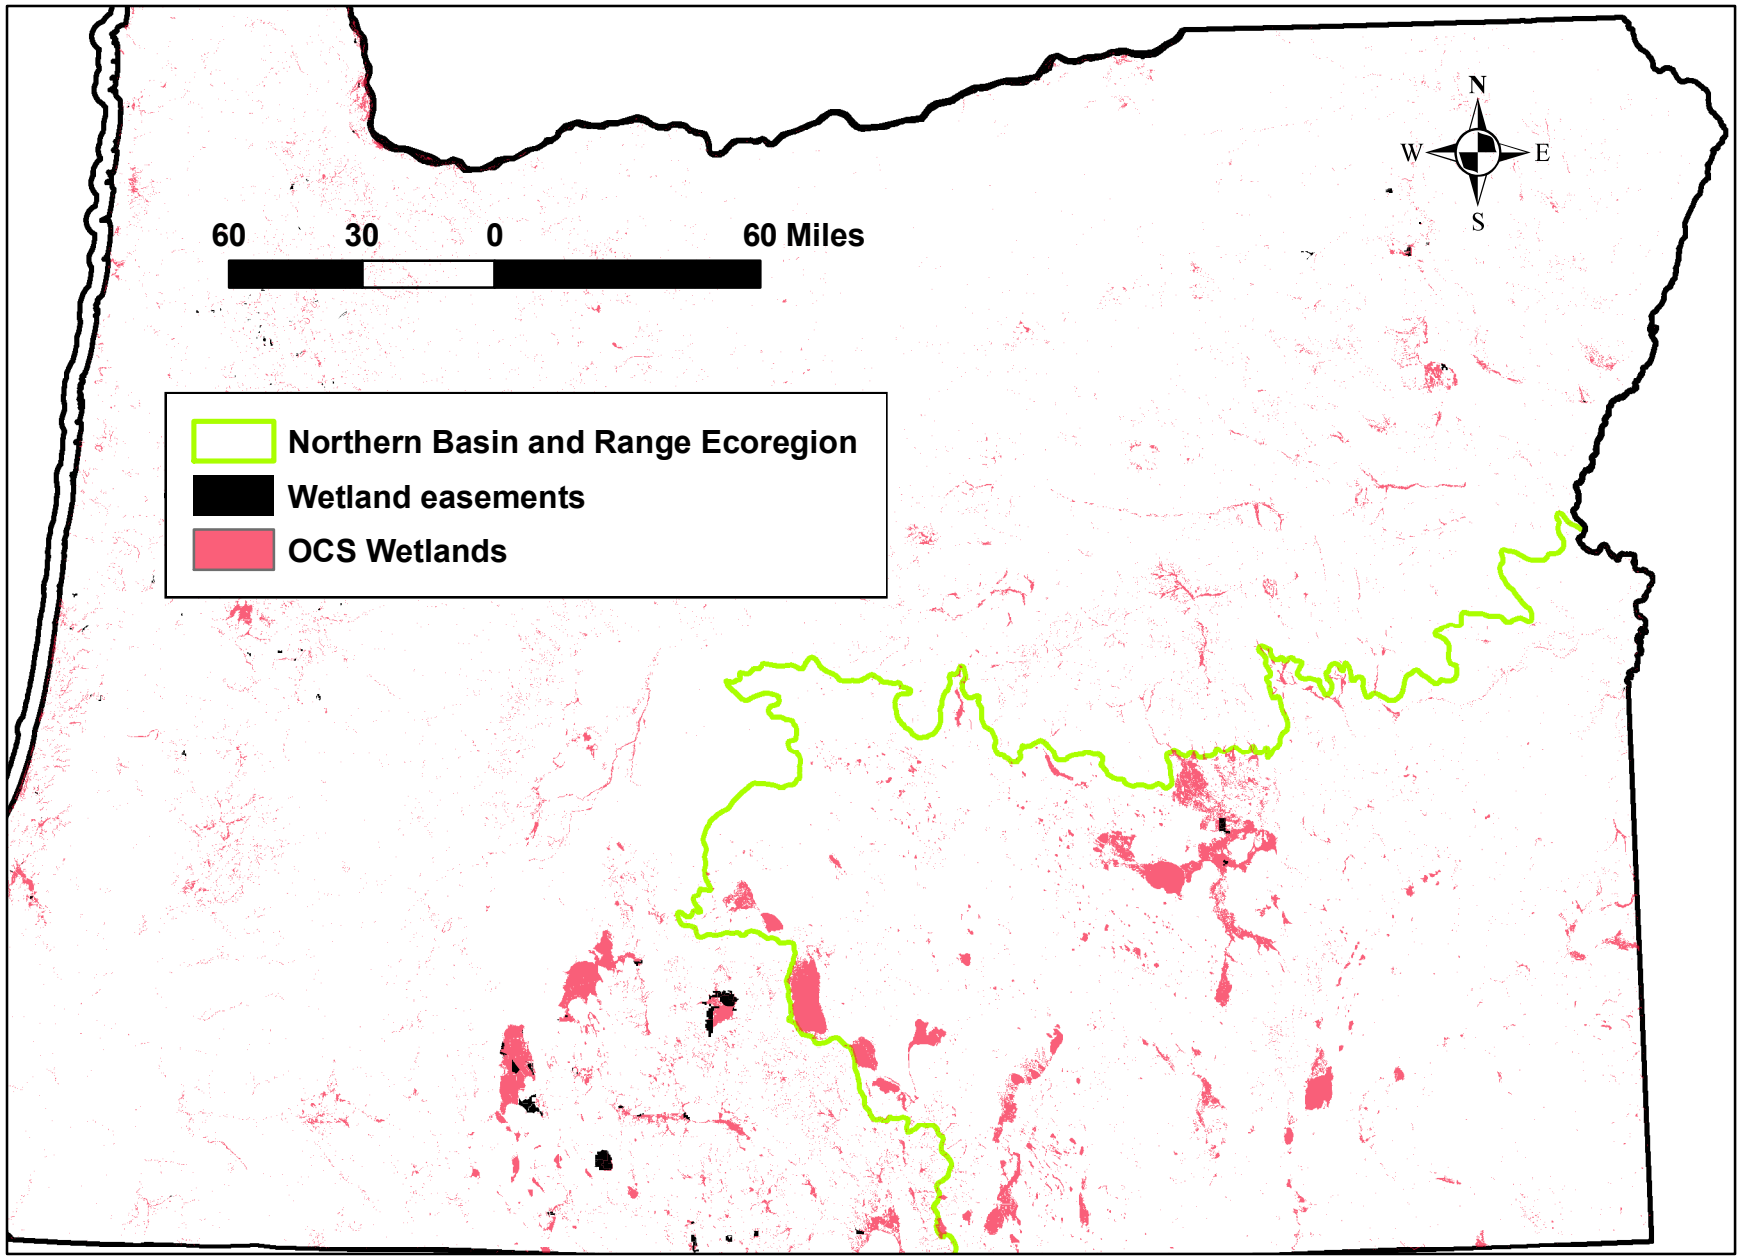 N
W E
S
60 30 0 60 Miles
Northern Basin and Range Ecoregion
Wetland easements
OCS Wetlands